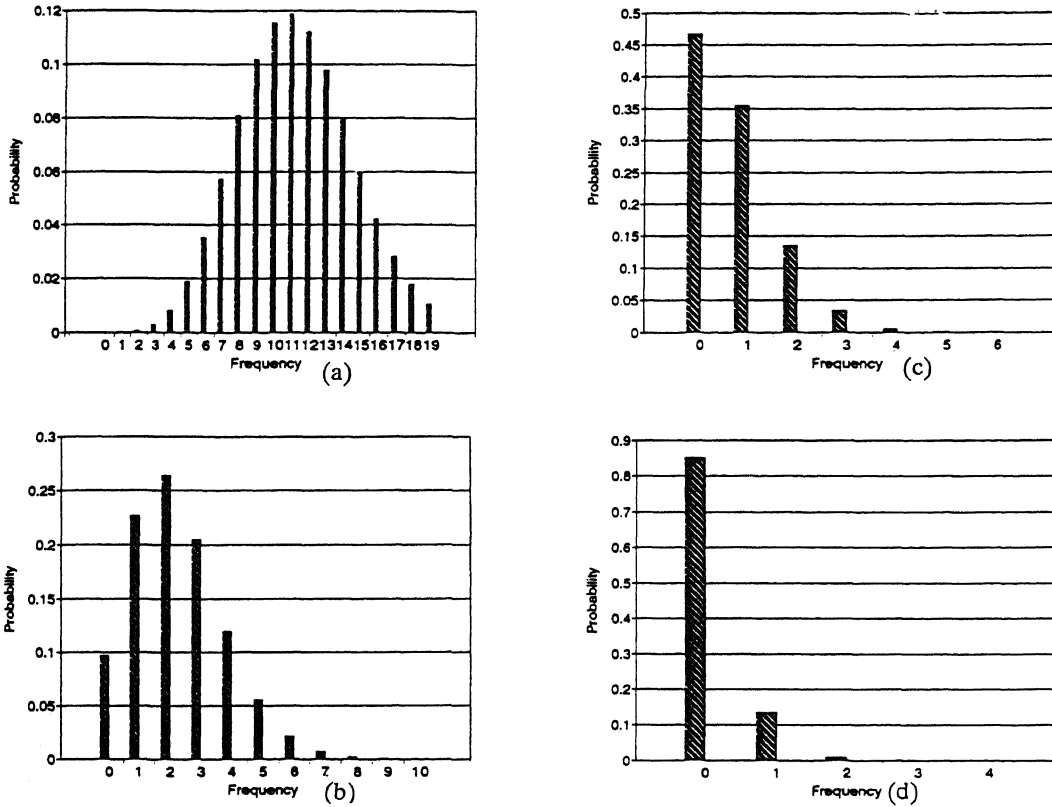 0.12
0.1
0.08
0.06
0.04
0.02
0
Probability
0 1 2 3 4 5 6 7 8 9 10 11 12 13 14 15 16 17 18 19
Frequency
(a)
0.5
0.45
0.4
0.35
0.3
0.25
0.2
0.15
0.1
0.05
0
Probability
0 1 2 3 4 5 6
Frequency
(c)
0.3
0.25
0.2
0.15
0.1
0.05
0
Probability
0 1 2 3 4 5 6 7. 8 9 10
Frequency
(b)
0.9
0.8
0.7
0.6
0.5
0.4
0.3
0.2
0.1
0
Probability
0 1 2 3 4
Frequency
(d)